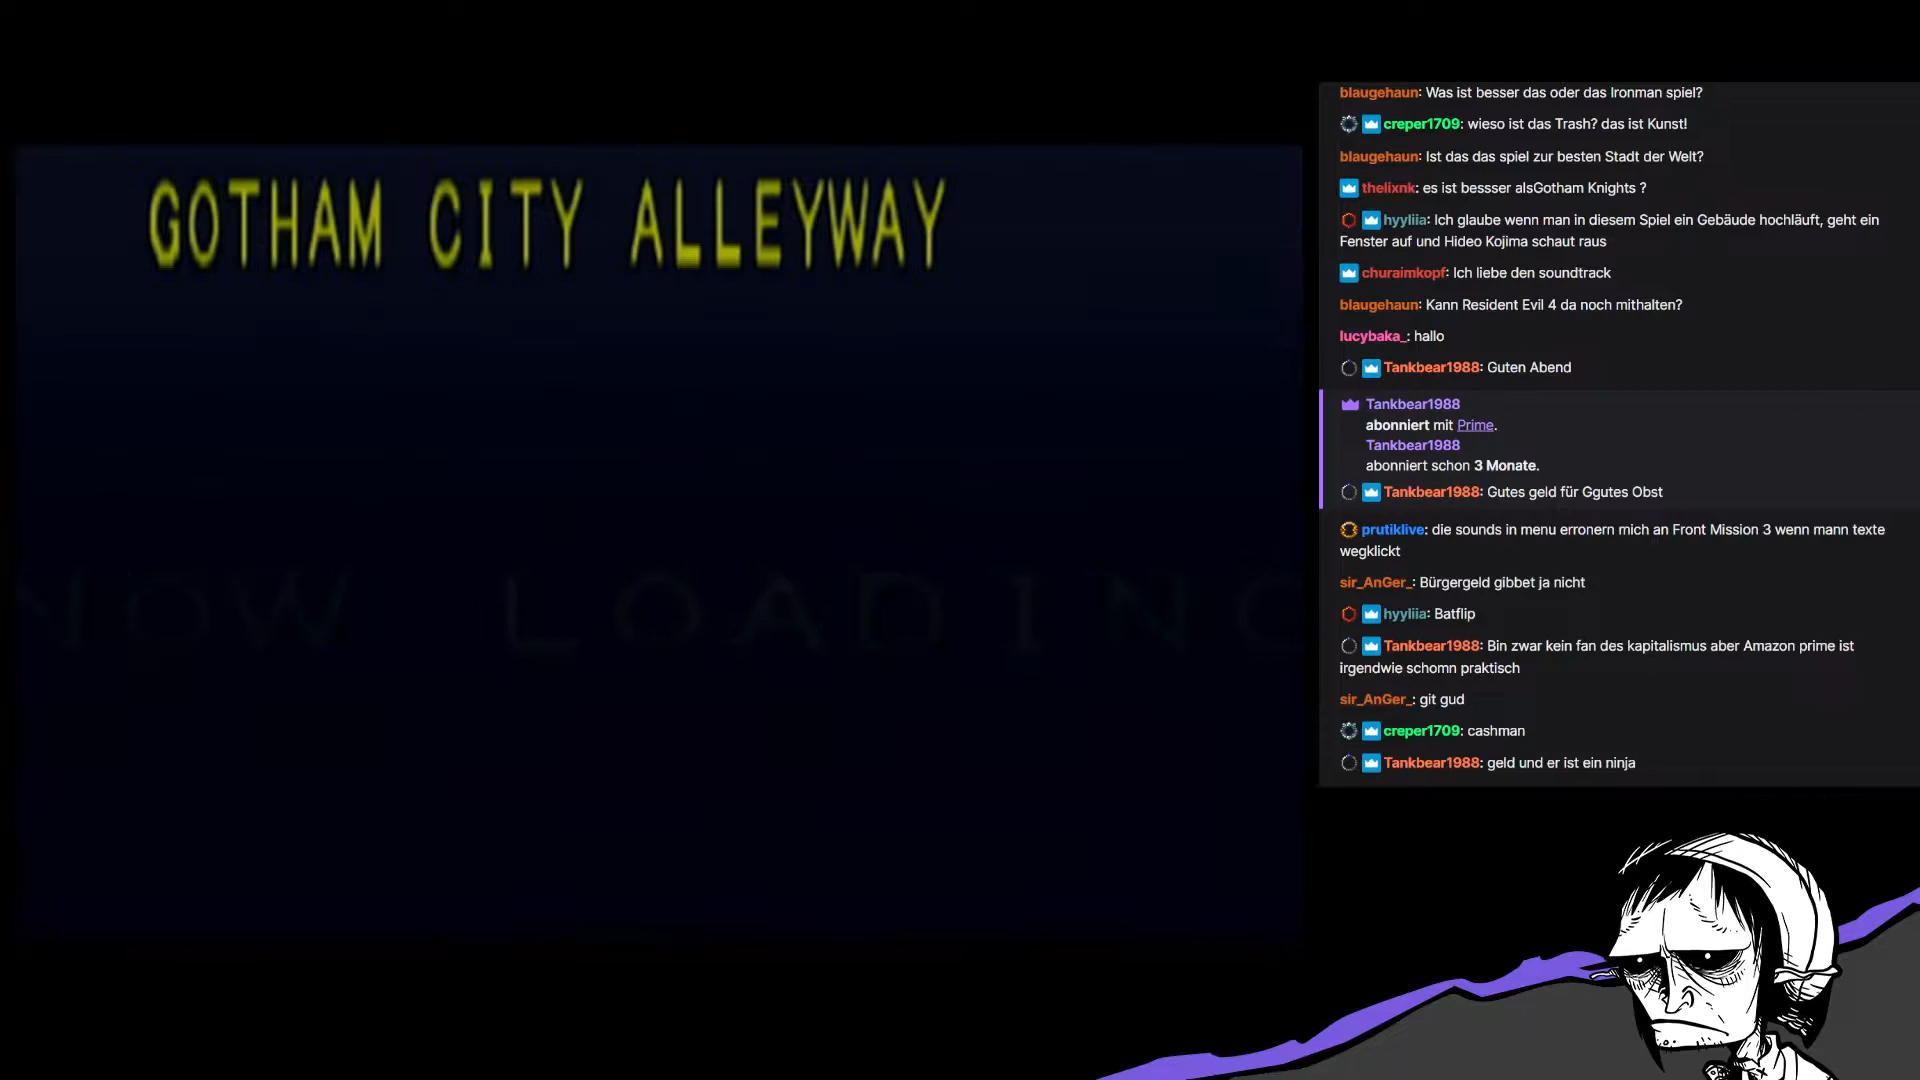 GOTHAM CITY ALLEYWAY
NOW LOADING
blaugehaun: Was ist besser das oder das Ironman spiel?
creper1709: wieso ist das Trash? das ist Kunst!
blaugehaun: Ist das das spiel zur besten Stadt der Welt?
thelixnk: es ist bessser alsGotham Knights ?
hyyliia: Ich glaube wenn man in diesem Spiel ein Gebäude hochläuft, geht ein
Fenster auf und Hideo Kojima schaut raus
churaimkopf: Ich liebe den soundtrack
blaugehaun: Kann Resident Evil 4 da noch mithalten?
lucybaka_: hallo
Tankbear1988: Guten Abend
Tankbear1988
abonniert mit Prime.
Tankbear1988
abonniert schon 3 Monate.
Tankbear1988: Gutes geld für Ggutes Obst
prutiklive: die sounds in menu erronern mich an Front Mission 3 wenn mann texte
wegklickt
sir_AnGer_: Bürgergeld gibbet ja nicht
hyyliia: Batflip
Tankbear1988: Bin zwar kein fan des kapitalismus aber Amazon prime ist
irgendwie schomn praktisch
sir_AnGer_: git gud
creper1709: cashman
Tankbear1988: geld und er ist ein ninja